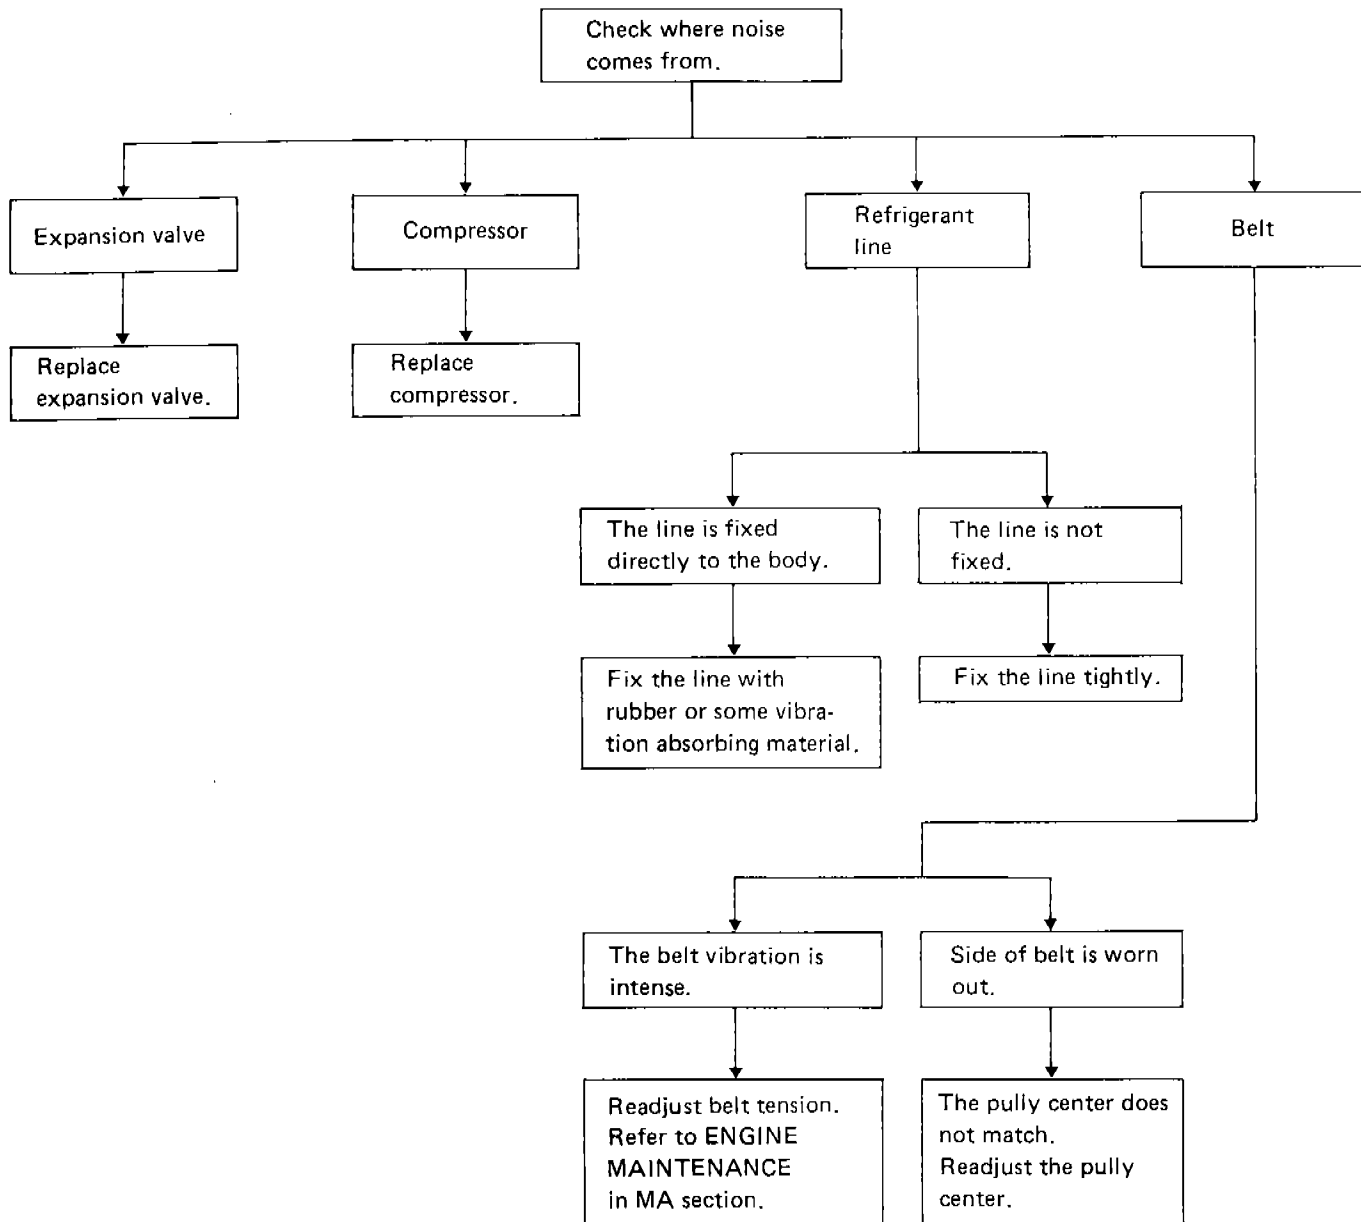 Check where noise
comes from.
Expansion valve
Compressor
Refrigerant
line
Belt
Replace
expansion valve.
Replace
compressor.
The line is fixed
directly to the body.
The line is not
fixed.
Fix the line with
rubber or some vibra-
tion absorbing material.
Fix the line tightly.
The belt vibration is
intense.
Side of belt is worn
out.
Readjust belt tension.
Refer to ENGINE
MAINTENANCE
in MA section.
The pully center does
not match.
Readjust the pully
center.